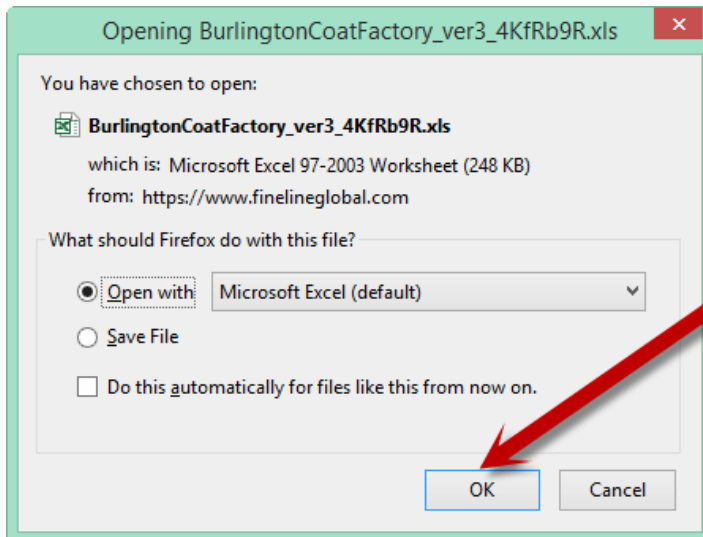 Opening BurlingtonCoatFactory_ver3_4KfRb9R.xls
You have chosen to open:
BurlingtonCoatFactory_ver3_4KfRb9R.xls
which is: Microsoft Excel 97-2003 Worksheet (248 KB)
from: https://www.finelineglobal.com
What should Firefox do with this file?
Open with Microsoft Excel (default)
Save File
Do this automatically for files like this from now on.
OK Cancel